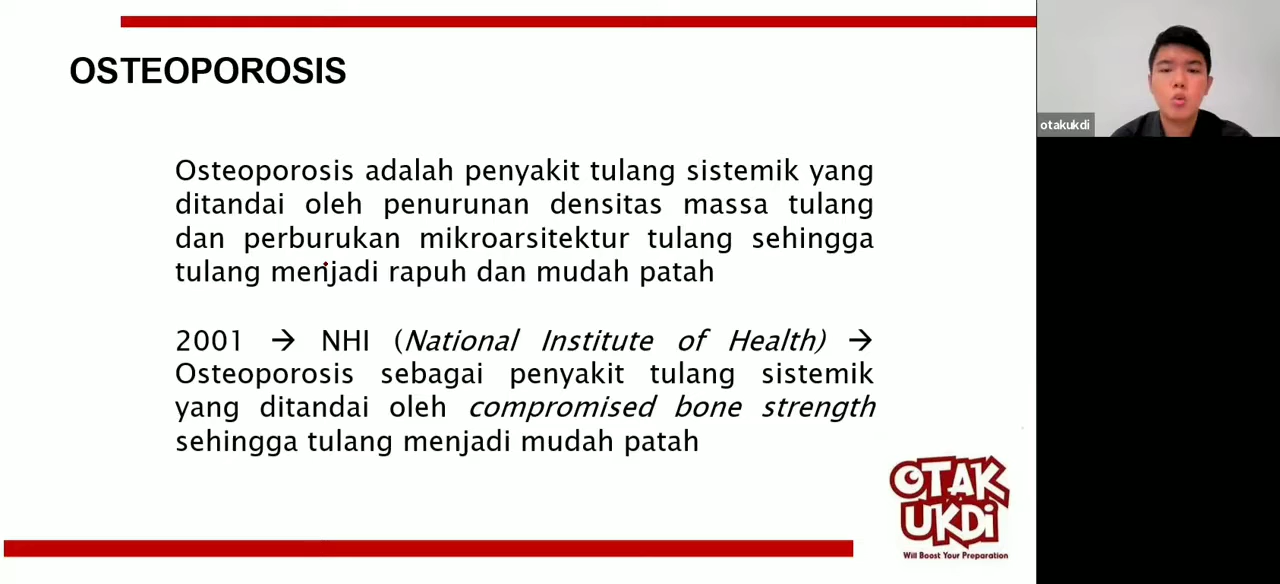 OSTEOPOROSIS
Osteoporosis adalah penyakit tulang sistemik yang
ditandai oleh penurunan densitas massa tulang
dan perburukan mikroarsitektur tulang sehingga
tulang menjadi rapuh dan mudah patah
2001 → NHI (National Institute of Health) →
Osteoporosis sebagai penyakit tulang sistemik
yang ditandai oleh compromised bone strength
sehingga tulang menjadi mudah patah
OTAK
UKDI
Will Boost Your Preparation
otakukdi